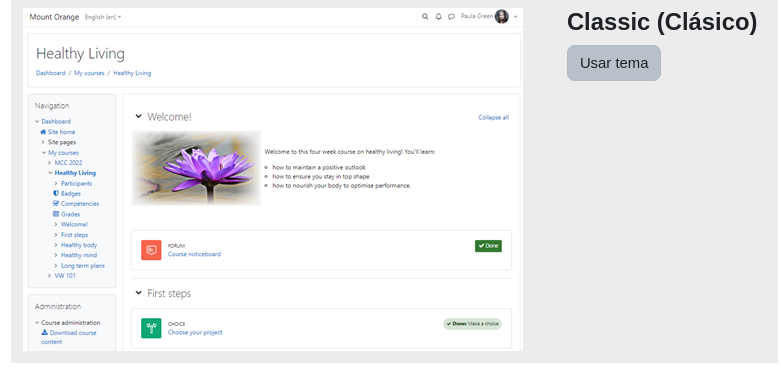 Mount Orange English (en)
Paula Green
Healthy Living
Dashboard / My courses / Healthy Living
Navigation
Dashboard
Site home
Site pages
My courses
MCC 2022
Healthy Living
Participants
Badges
Competencies
Grades
Welcome!
First steps
Healthy body
Healthy mind
Long term plans
VW 101
Administration
Course administration
Download course
content
Welcome!
Collapse all
Welcome to this four week course on healthy living! You'll learn:
how to maintain a positive outlook
how to ensure you stay in top shape
how to nourish your body to optimise performance.
FORUM
Course noticeboard
Done
First steps
CHOICE
Choose your project
Done: Make a choice
Classic (Clásico)
Usar tema